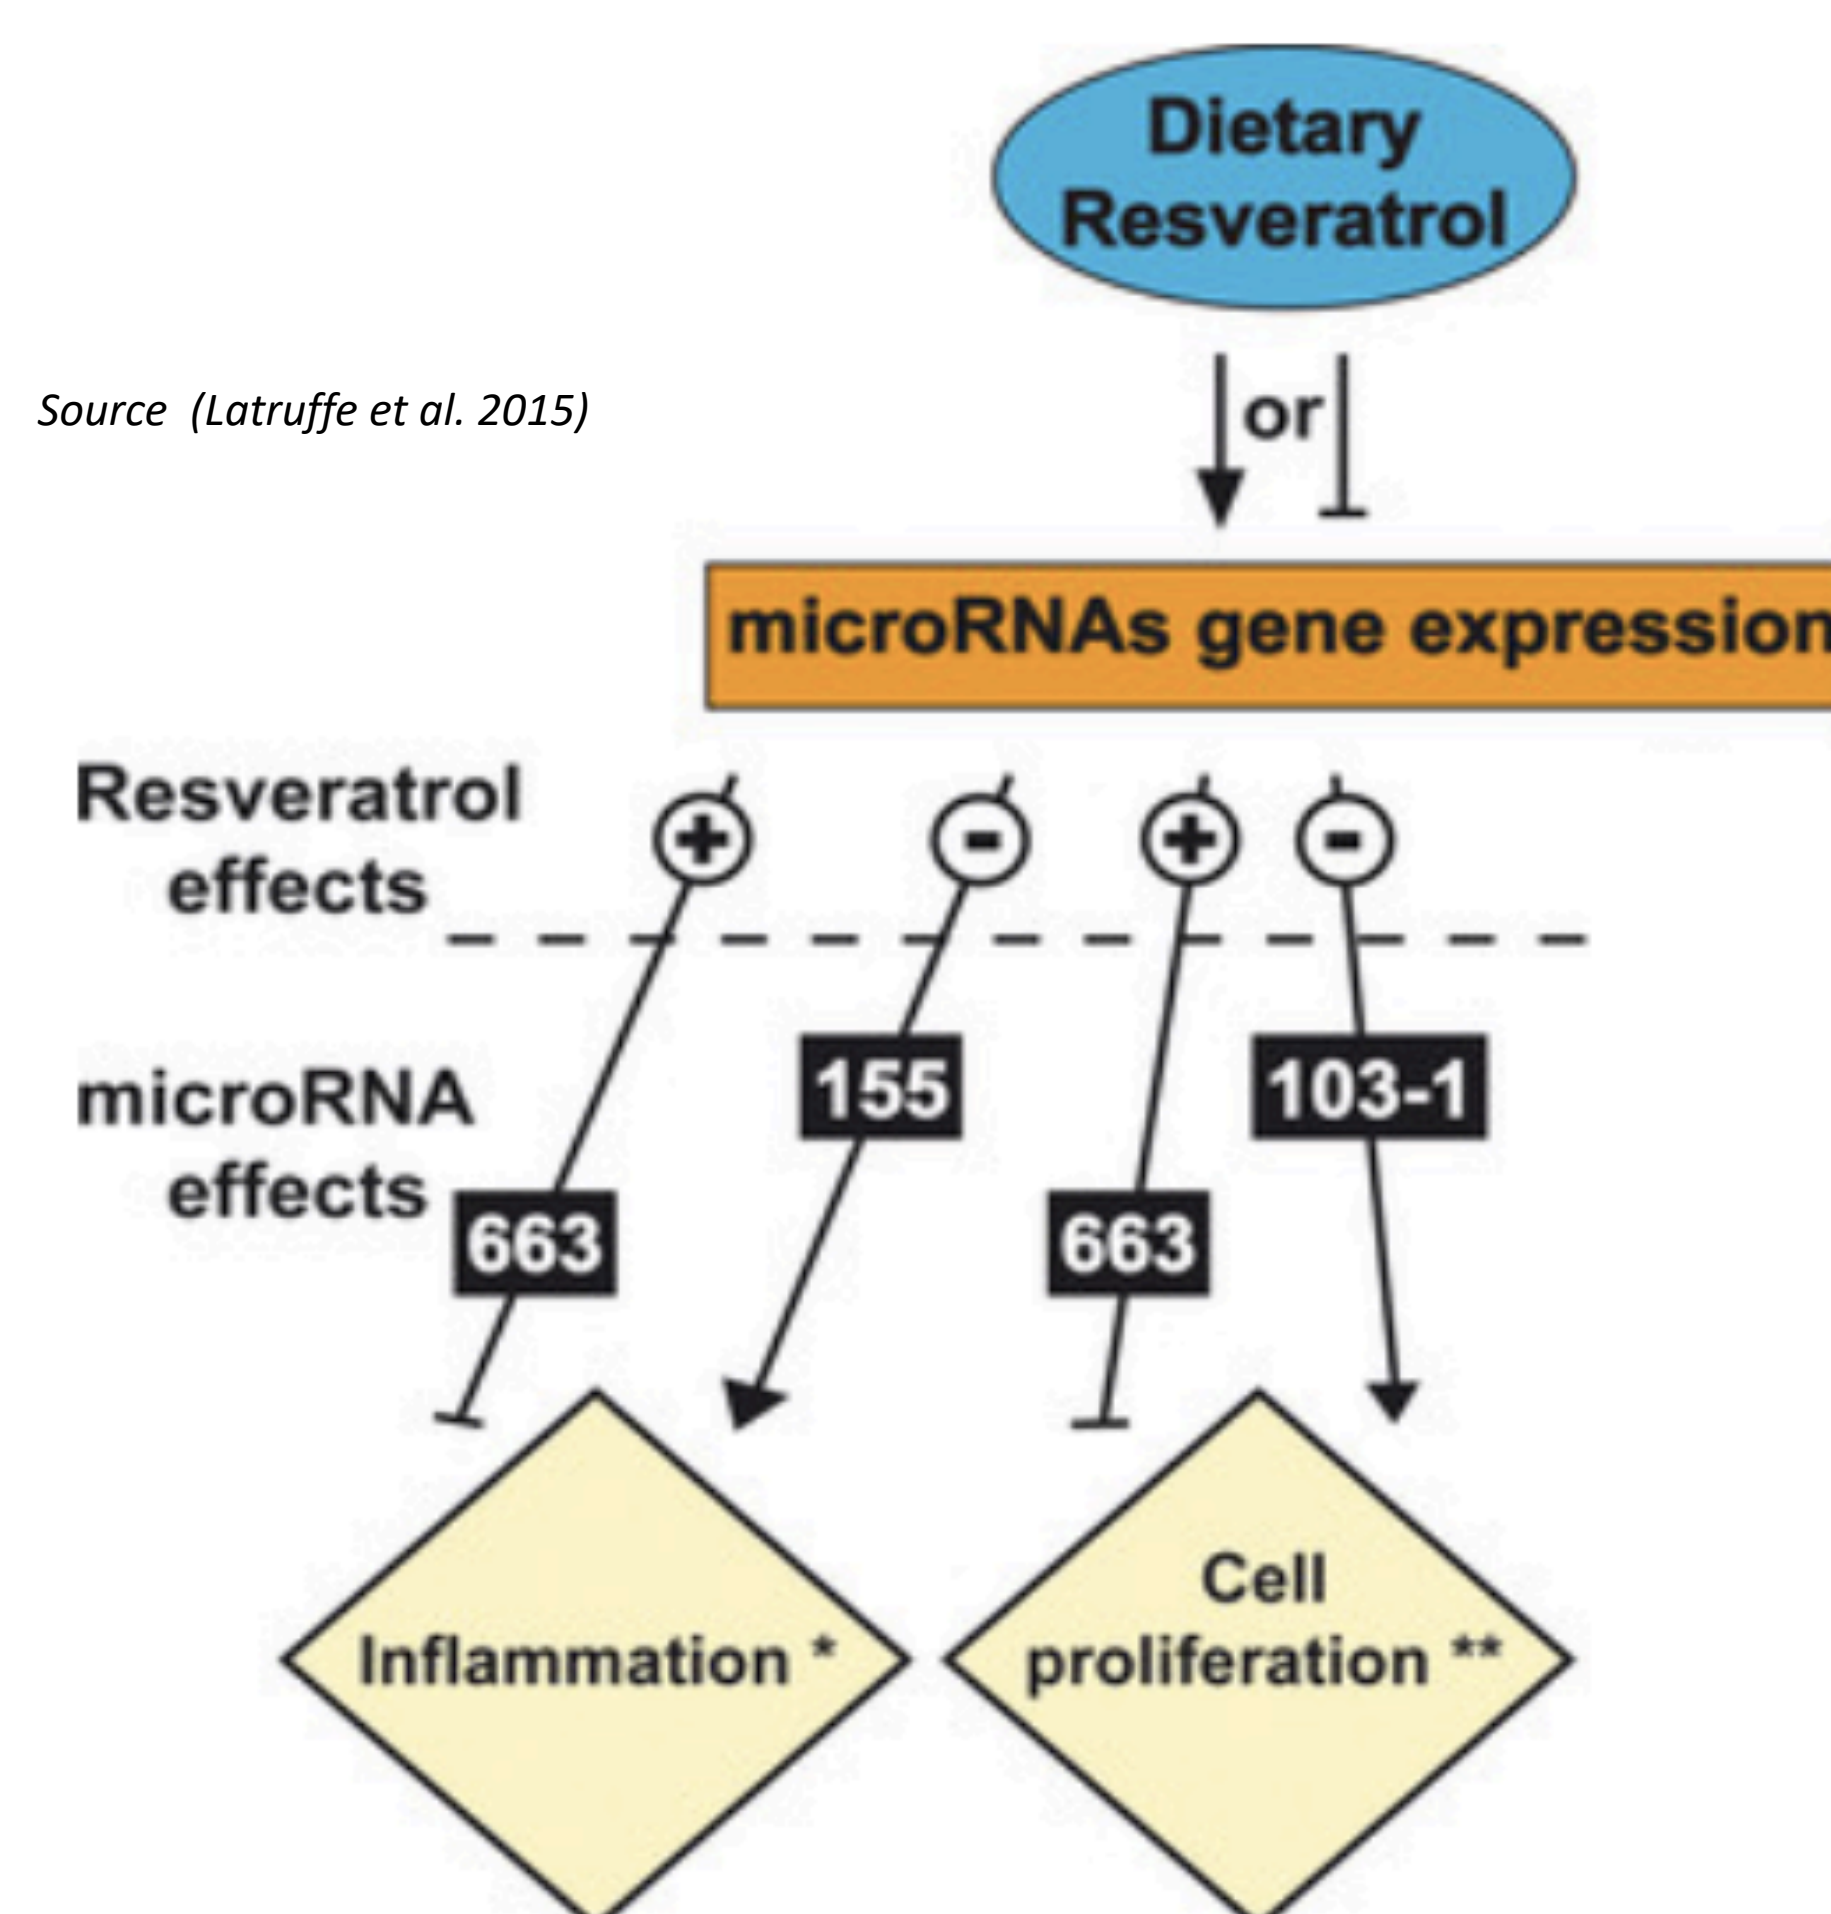 Dietary
Resveratrol
Source (Latruffe et al. 2015)
or
microRNAs gene expression
Resveratrol
effects
+ - + -
microRNA
effects
155
103-1
663
663
Inflammation *
Cell
proliferation **